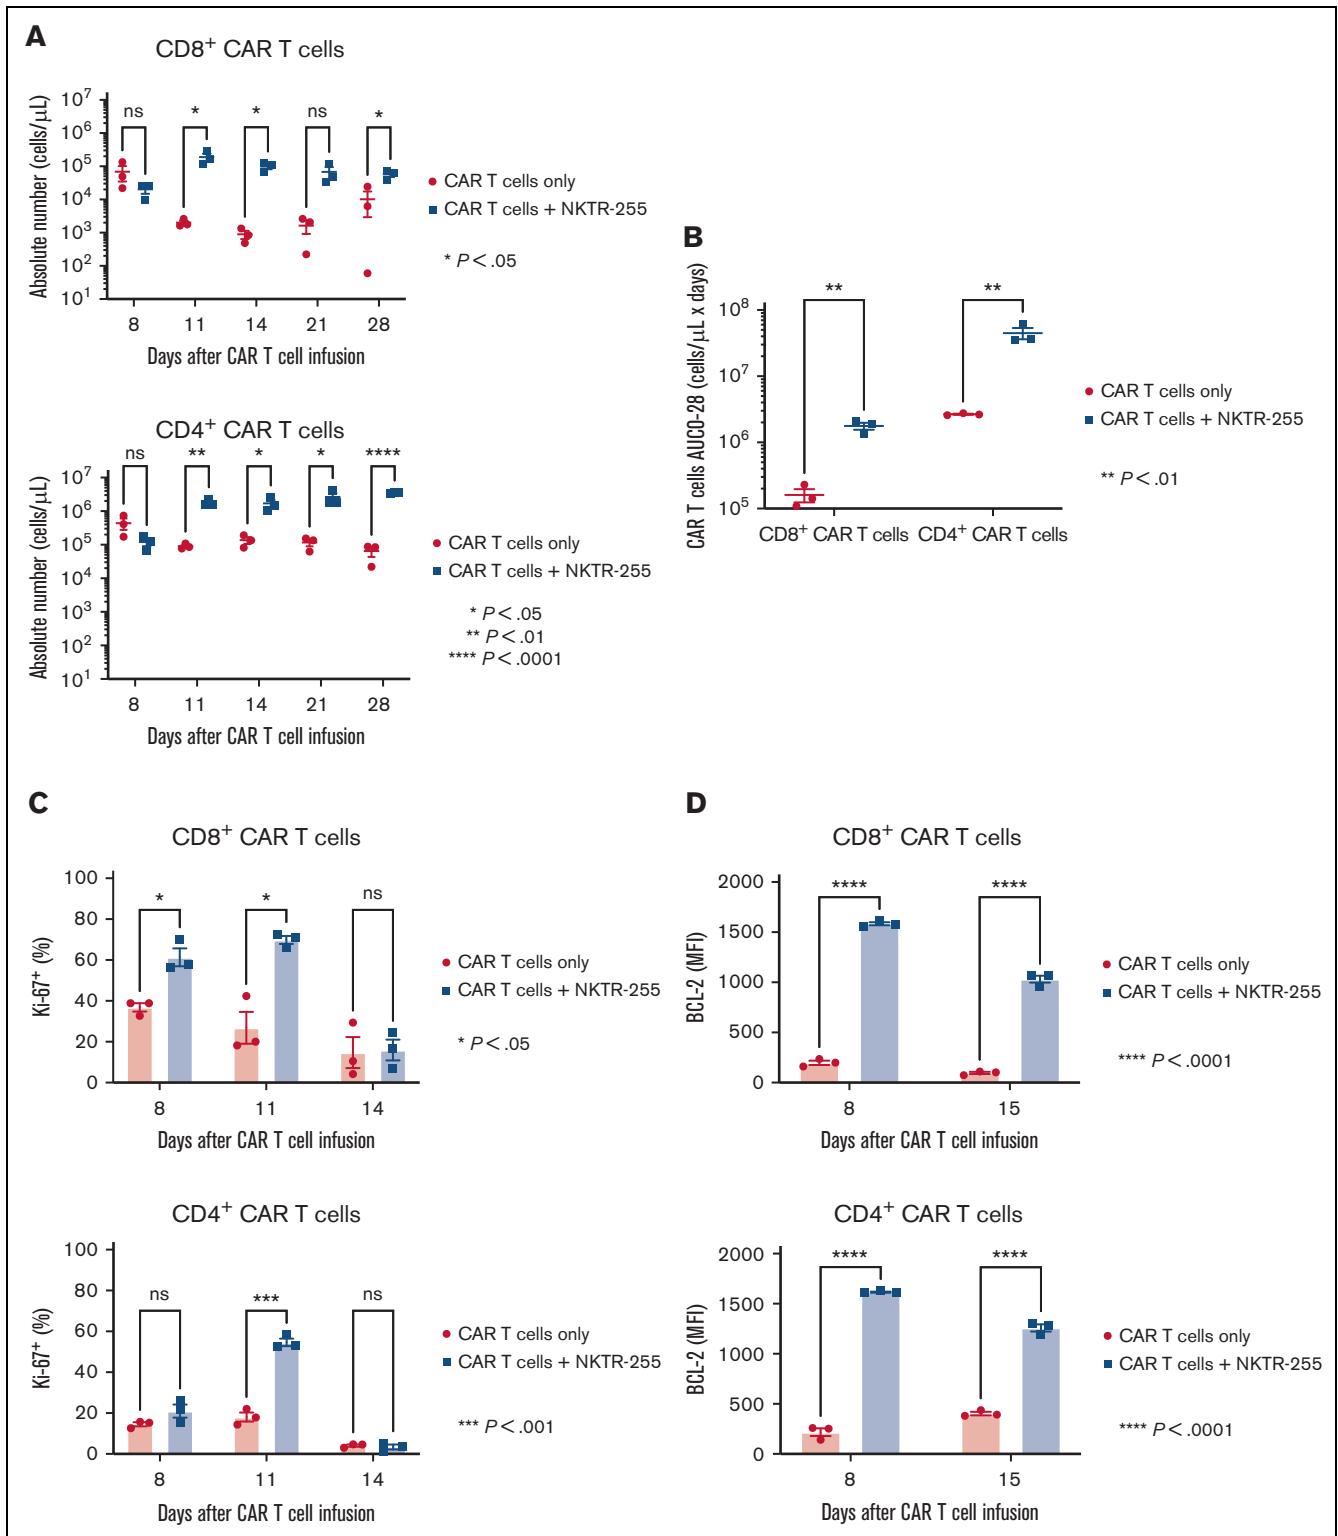 A
CD8+ CAR T cells
Absolute number (cells/μL)
10^7
10^6
10^5
10^4
10^3
10^2
10^1
ns * * ns *
8 11 14 21 28
Days after CAR T cell infusion
CAR T cells only
CAR T cells + NKTR-255
* P < .05
CD4+ CAR T cells
Absolute number (cells/μL)
10^7
10^6
10^5
10^4
10^3
10^2
10^1
ns ** * * ****
8 11 14 21 28
Days after CAR T cell infusion
CAR T cells only
CAR T cells + NKTR-255
* P < .05
** P < .01
**** P < .0001
B
CAR T cells AUC0-28 (cells/μL x days)
10^8
10^7
10^6
10^5
** **
CD8+ CAR T cells CD4+ CAR T cells
CAR T cells only
CAR T cells + NKTR-255
** P < .01
C
CD8+ CAR T cells
Ki-67+ (%)
100
80
60
40
20
0
* * ns
8 11 14
Days after CAR T cell infusion
CAR T cells only
CAR T cells + NKTR-255
* P < .05
CD4+ CAR T cells
Ki-67+ (%)
100
80
60
40
20
0
ns *** ns
8 11 14
Days after CAR T cell infusion
CAR T cells only
CAR T cells + NKTR-255
*** P < .001
D
CD8+ CAR T cells
BCL-2 (MFI)
2000
1500
1000
500
0
**** ****
8 15
Days after CAR T cell infusion
CAR T cells only
CAR T cells + NKTR-255
**** P < .0001
CD4+ CAR T cells
BCL-2 (MFI)
2000
1500
1000
500
0
**** ****
8 15
Days after CAR T cell infusion
CAR T cells only
CAR T cells + NKTR-255
**** P < .0001